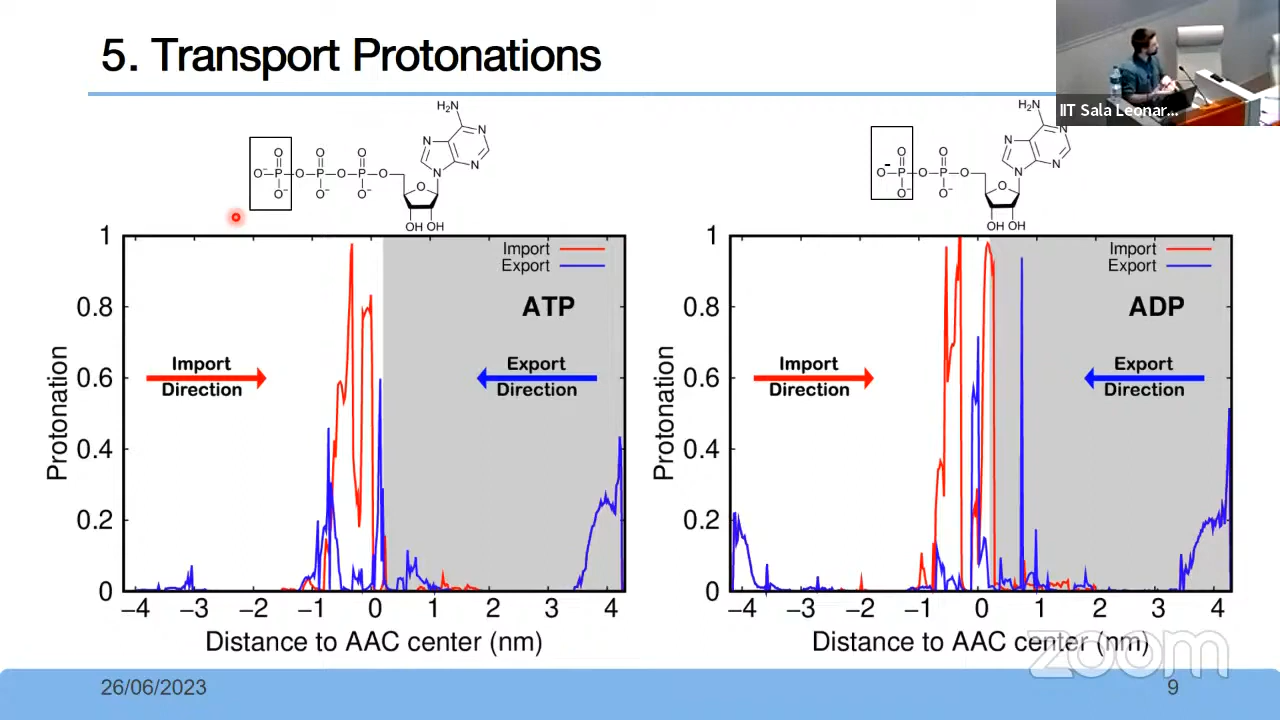 5. Transport Protonations
IIT Sala Leonar...
H₂N
N
N
N
N
O
O
O
O⁻
P
O
P
O
P
O
O
O⁻
O⁻
O⁻
OH OH
H₂N
N
N
N
N
O
O
O⁻
P
O
P
O
O
O⁻
O⁻
OH OH
Import
Export
ATP
Import
Direction
Export
Direction
Protonation
1
0.8
0.6
0.4
0.2
0
−4 −3 −2 −1 0 1 2 3 4
Distance to AAC center (nm)
Import
Export
ADP
Import
Direction
Export
Direction
Protonation
1
0.8
0.6
0.4
0.2
0
−4 −3 −2 −1 0 1 2 3 4
Distance to AAC center (nm)
zoom
26/06/2023
9